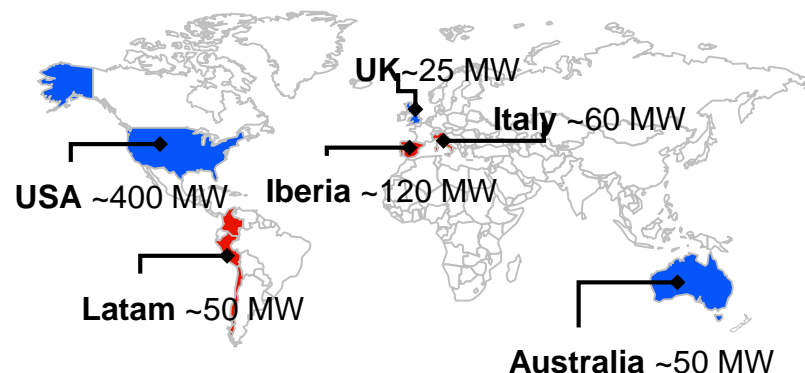 UK~25 MW
Italy ~60 MW
USA ~400 MW
Iberia ~120 MW
Latam ~50 MW
Australia ~50 MW